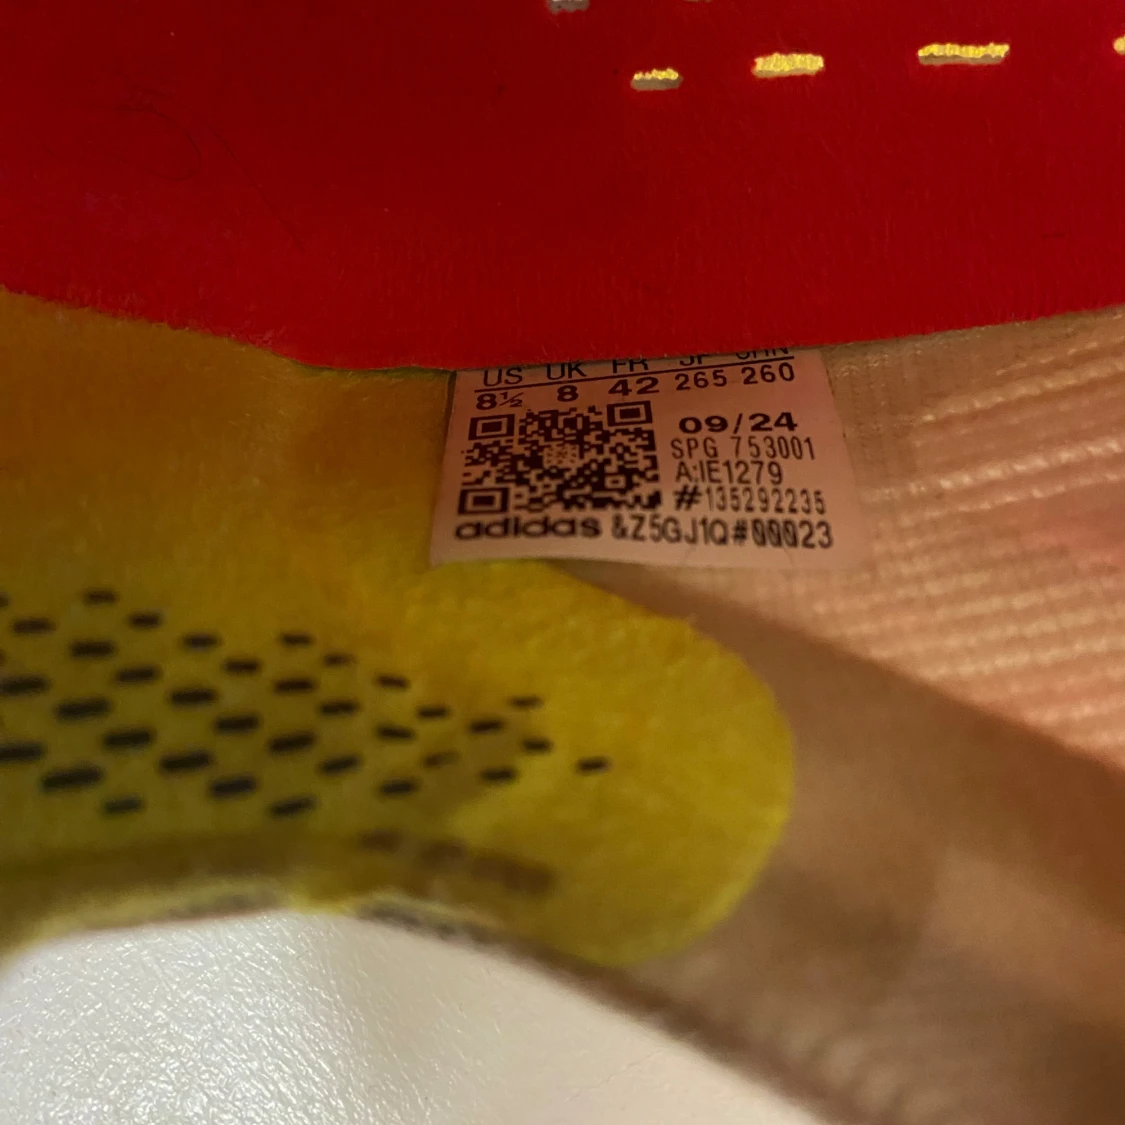 US UK FR JP CHN
8½ 8 42 265 260
09/24
SPG 753001
A:IE1279
#135292235
adidas &Z5GJ1Q#00023